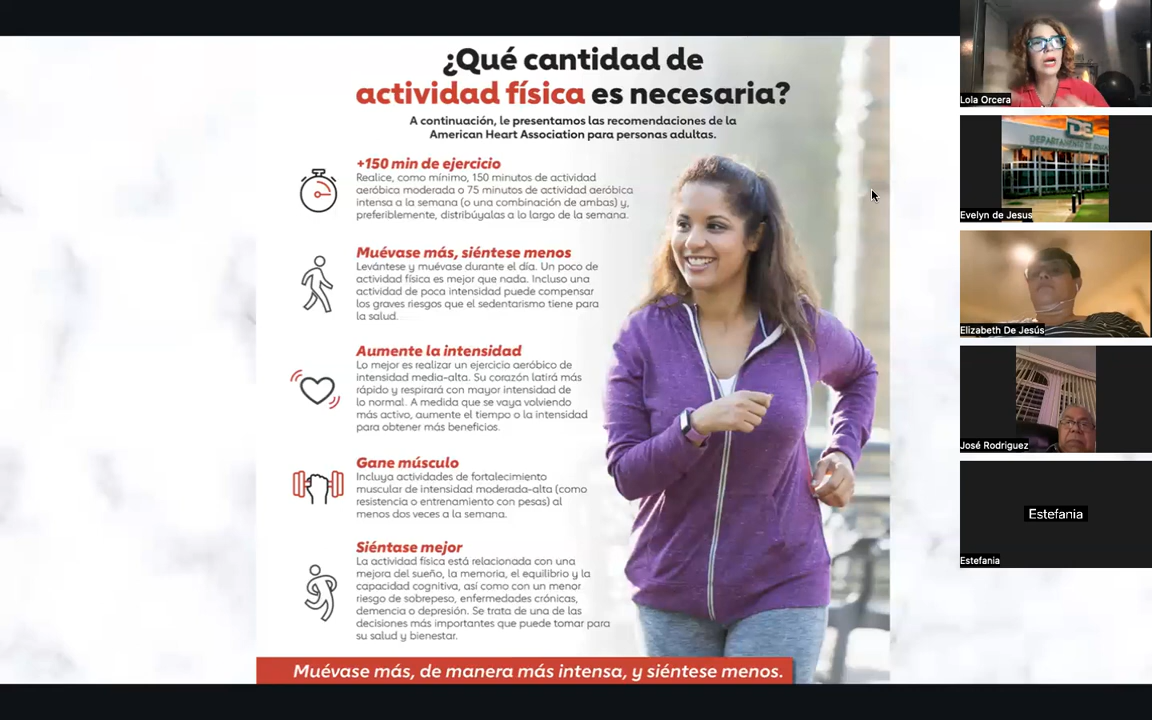 ¿Qué cantidad de
actividad física es necesaria?
A continuación, le presentamos las recomendaciones de la
American Heart Association para personas adultas.
+150 min de ejercicio
Realice, como mínimo, 150 minutos de actividad
aeróbica moderada o 75 minutos de actividad aeróbica
intensa a la semana (o una combinación de ambas) y,
preferiblemente, distribúyalas a lo largo de la semana.
Muévase más, siéntese menos
Levántese y muévase durante el día. Un poco de
actividad física es mejor que nada. Incluso una
actividad de poca intensidad puede compensar
los graves riesgos que el sedentarismo tiene para
la salud.
Aumente la intensidad
Lo mejor es realizar un ejercicio aeróbico de
intensidad media-alta. Su corazón latirá más
rápido y respirará con mayor intensidad de
lo normal. A medida que se vaya volviendo
más activo, aumente el tiempo o la intensidad
para obtener más beneficios.
Gane músculo
Incluya actividades de fortalecimiento
muscular de intensidad moderada-alta (como
resistencia o entrenamiento con pesas) al
menos dos veces a la semana.
Siéntase mejor
La actividad física está relacionada con una
mejora del sueño, la memoria, el equilibrio y la
capacidad cognitiva, así como con un menor
riesgo de sobrepeso, enfermedades crónicas,
demencia o depresión. Se trata de una de las
decisiones más importantes que puede tomar para
su salud y bienestar.
Muévase más, de manera más intensa, y siéntese menos.
Lola Orcera
DE
DEPARTAMENTO DE
Evelyn de Jesus
Elizabeth De Jesús
José Rodriguez
Estefania
Estefania